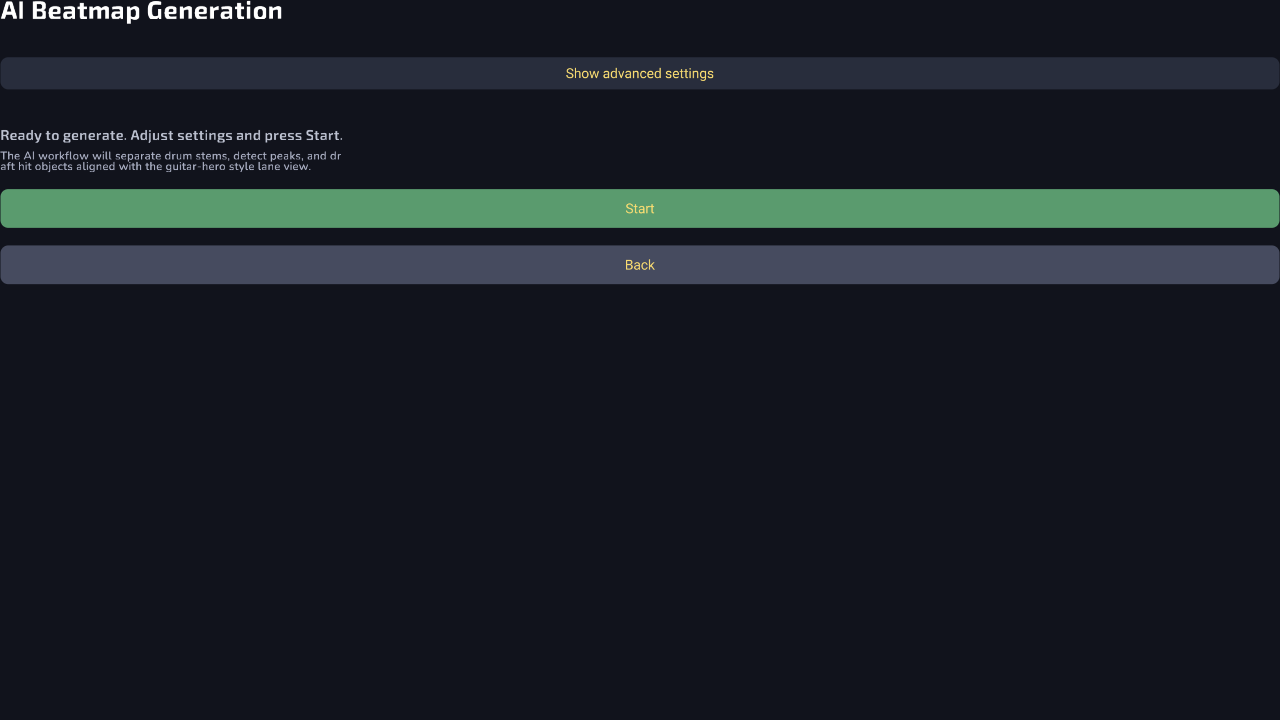 AI Beatmap Generation
Show advanced settings
Ready to generate. Adjust settings and press Start.
The AI workflow will separate drum stems, detect peaks, and dr
aft hit objects aligned with the guitar-hero style lane view.
Start
Back